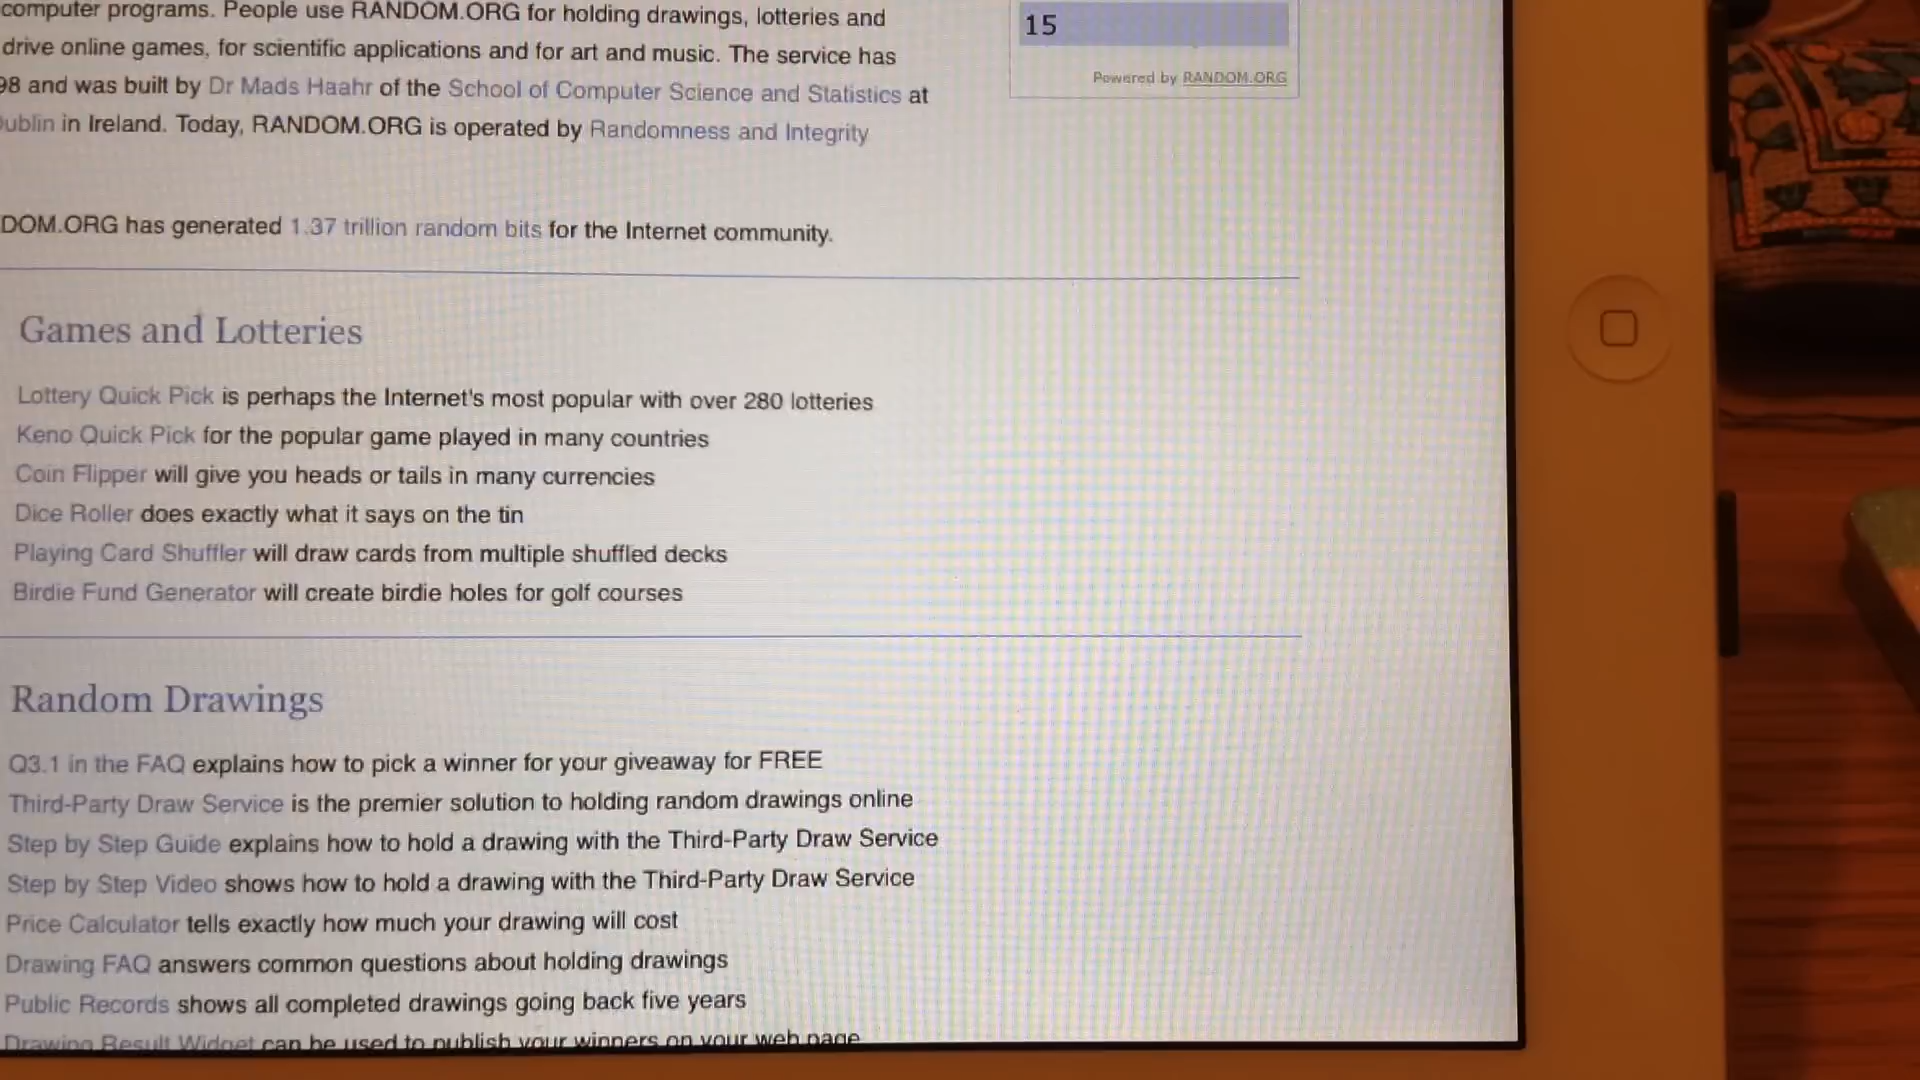 computer programs. People use RANDOM.ORG for holding drawings, lotteries and
drive online games, for scientific applications and for art and music. The service has
98 and was built by Dr Mads Haahr of the School of Computer Science and Statistics at
Dublin in Ireland. Today, RANDOM.ORG is operated by Randomness and Integrity
15
Powered by RANDOM.ORG
DOM.ORG has generated 1.37 trillion random bits for the Internet community.
Games and Lotteries
Lottery Quick Pick is perhaps the Internet's most popular with over 280 lotteries
Keno Quick Pick for the popular game played in many countries
Coin Flipper will give you heads or tails in many currencies
Dice Roller does exactly what it says on the tin
Playing Card Shuffler will draw cards from multiple shuffled decks
Birdie Fund Generator will create birdie holes for golf courses
Random Drawings
Q3.1 in the FAQ explains how to pick a winner for your giveaway for FREE
Third-Party Draw Service is the premier solution to holding random drawings online
Step by Step Guide explains how to hold a drawing with the Third-Party Draw Service
Step by Step Video shows how to hold a drawing with the Third-Party Draw Service
Price Calculator tells exactly how much your drawing will cost
Drawing FAQ answers common questions about holding drawings
Public Records shows all completed drawings going back five years
Drawing Result Widget can be used to publish your winners on your web page